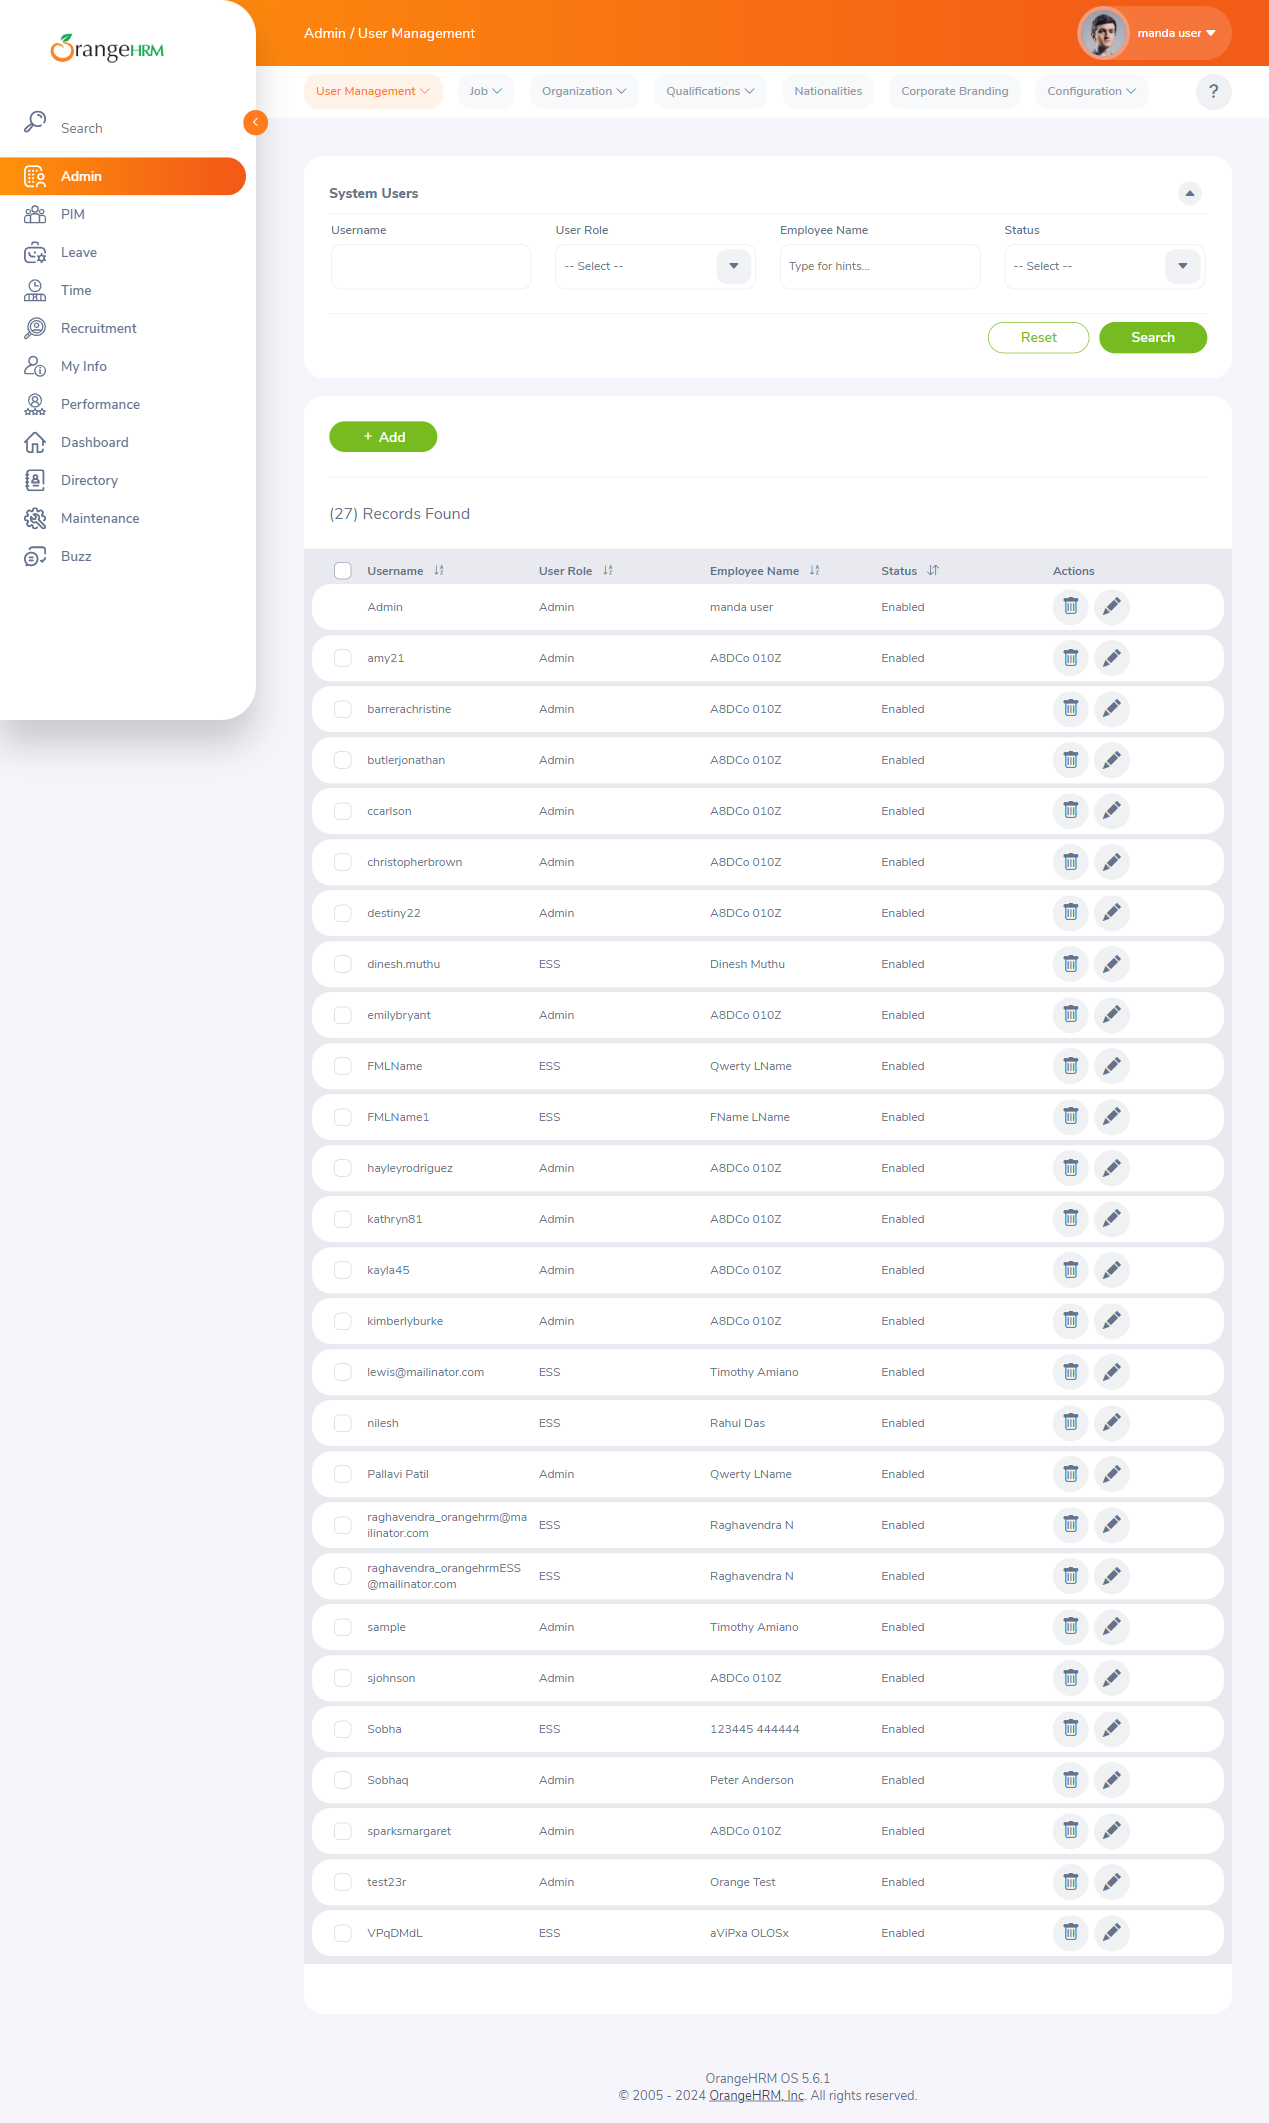 OrangeHRM
Admin / User Management
manda user
User Management
Job
Organization
Qualifications
Nationalities
Corporate Branding
Configuration
?
Search
Admin
PIM
Leave
Time
Recruitment
My Info
Performance
Dashboard
Directory
Maintenance
Buzz
System Users
Username User Role Employee Name Status
-- Select -- Type for hints... -- Select --
Reset Search
+ Add
(27) Records Found
Username User Role Employee Name Status Actions
Admin Admin manda user Enabled
amy21 Admin A8DCo 010Z Enabled
barrerachristine Admin A8DCo 010Z Enabled
butlerjonathan Admin A8DCo 010Z Enabled
ccarlson Admin A8DCo 010Z Enabled
christopherbrown Admin A8DCo 010Z Enabled
destiny22 Admin A8DCo 010Z Enabled
dinesh.muthu ESS Dinesh Muthu Enabled
emilybryant Admin A8DCo 010Z Enabled
FMLName ESS Qwerty LName Enabled
FMLName1 ESS FName LName Enabled
hayleyrodriguez Admin A8DCo 010Z Enabled
kathryn81 Admin A8DCo 010Z Enabled
kayla45 Admin A8DCo 010Z Enabled
kimberlyburke Admin A8DCo 010Z Enabled
lewis@mailinator.com ESS Timothy Amiano Enabled
nilesh ESS Rahul Das Enabled
Pallavi Patil Admin Qwerty LName Enabled
raghavendra_orangehrm@ma
ilinator.com ESS Raghavendra N Enabled
raghavendra_orangehrmESS
@mailinator.com ESS Raghavendra N Enabled
sample Admin Timothy Amiano Enabled
sjohnson Admin A8DCo 010Z Enabled
Sobha ESS 123445 444444 Enabled
Sobhaq Admin Peter Anderson Enabled
sparksmargaret Admin A8DCo 010Z Enabled
test23r Admin Orange Test Enabled
VPqDMdL ESS aViPxa OLOSx Enabled
OrangeHRM OS 5.6.1
© 2005 - 2024 OrangeHRM, Inc. All rights reserved.